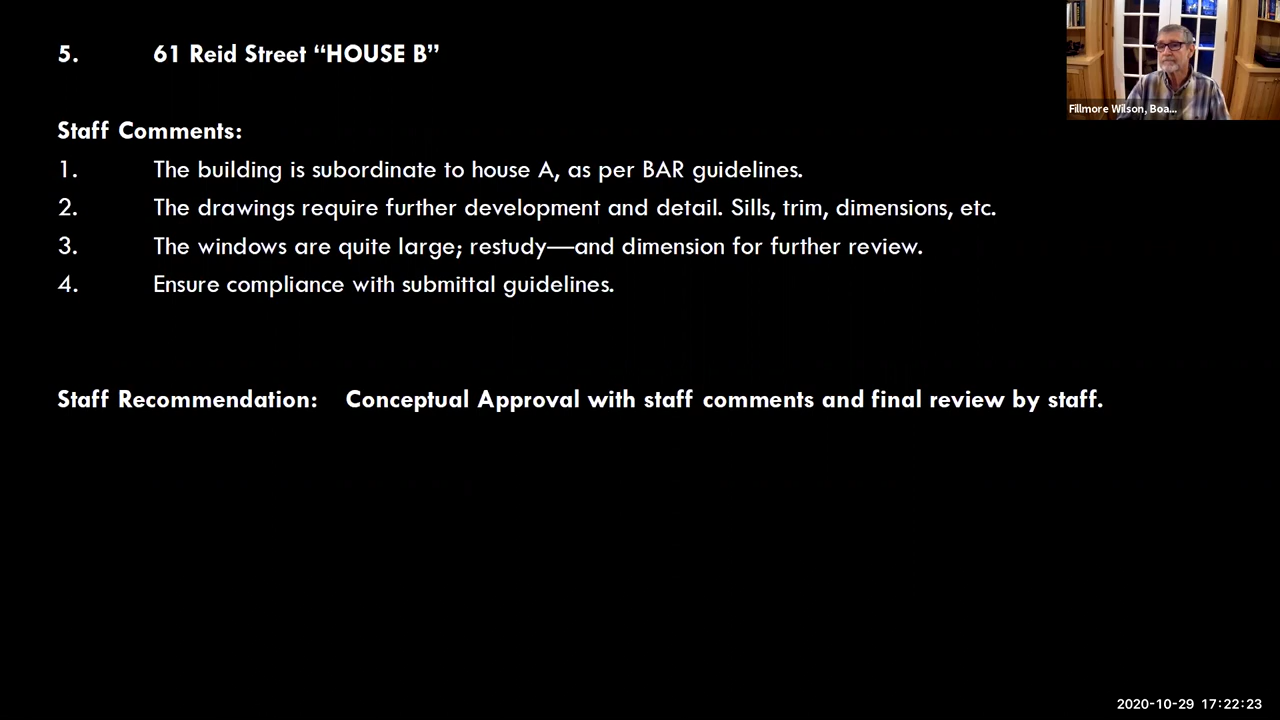 5. 61 Reid Street “HOUSE B”
Fillmore Wilson, Boa...
Staff Comments:
1. The building is subordinate to house A, as per BAR guidelines.
2. The drawings require further development and detail. Sills, trim, dimensions, etc.
3. The windows are quite large; restudy—and dimension for further review.
4. Ensure compliance with submittal guidelines.
Staff Recommendation: Conceptual Approval with staff comments and final review by staff.
2020-10-29 17:22:23